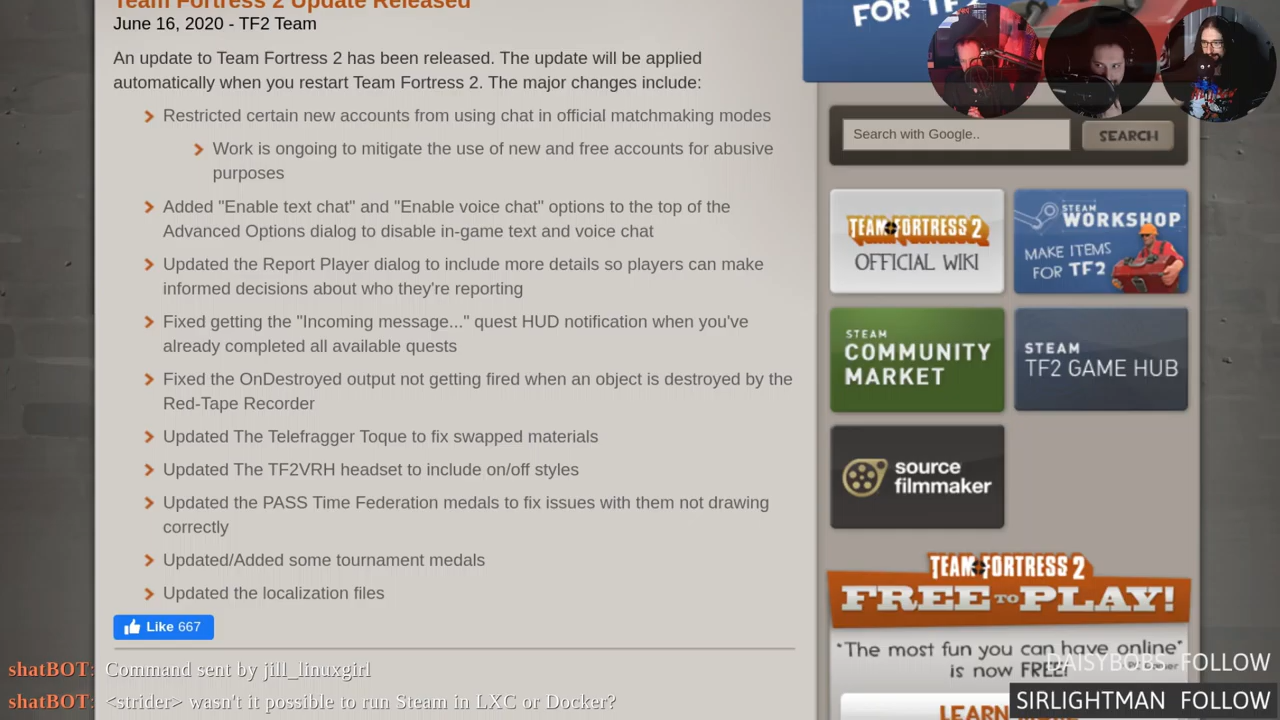 Team Fortress 2 Update Released
June 16, 2020 - TF2 Team
An update to Team Fortress 2 has been released. The update will be applied
automatically when you restart Team Fortress 2. The major changes include:
Restricted certain new accounts from using chat in official matchmaking modes
Work is ongoing to mitigate the use of new and free accounts for abusive
purposes
Added "Enable text chat" and "Enable voice chat" options to the top of the
Advanced Options dialog to disable in-game text and voice chat
Updated the Report Player dialog to include more details so players can make
informed decisions about who they're reporting
Fixed getting the "Incoming message..." quest HUD notification when you've
already completed all available quests
Fixed the OnDestroyed output not getting fired when an object is destroyed by the
Red-Tape Recorder
Updated The Telefragger Toque to fix swapped materials
Updated The TF2VRH headset to include on/off styles
Updated the PASS Time Federation medals to fix issues with them not drawing
correctly
Updated/Added some tournament medals
Updated the localization files
Like 667
FOR TF2
Search with Google..
SEARCH
TEAM FORTRESS 2
OFFICIAL WIKI
STEAM
WORKSHOP
MAKE ITEMS
FOR TF2
STEAM
COMMUNITY
MARKET
STEAM
TF2 GAME HUB
source
filmmaker
TEAM FORTRESS 2
FREE TO PLAY!
"The most fun you can have online"
is now FREE!
LEARN
shatBOT: Command sent by jill_linuxgirl
shatBOT: <strider> wasn't it possible to run Steam in LXC or Docker?
DAISYBOBS FOLLOW
SIRLIGHTMAN FOLLOW